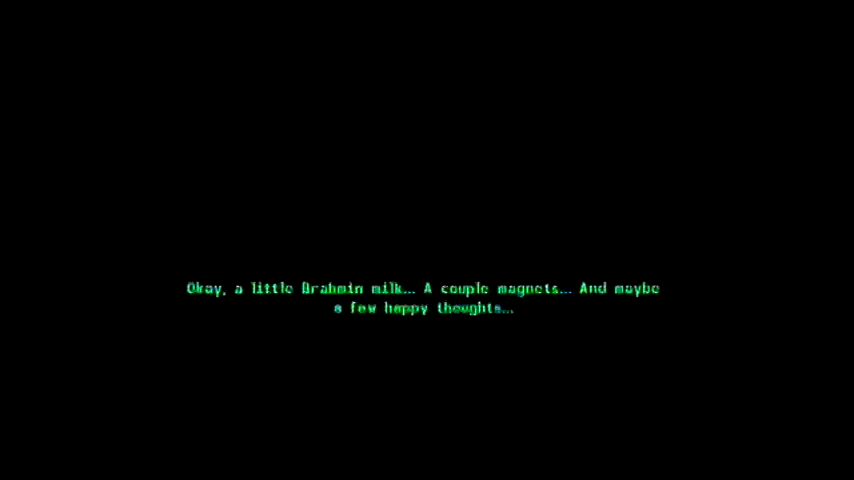 Okay, a little Brahmin milk... A couple magnets... And maybe
a few happy thoughts...